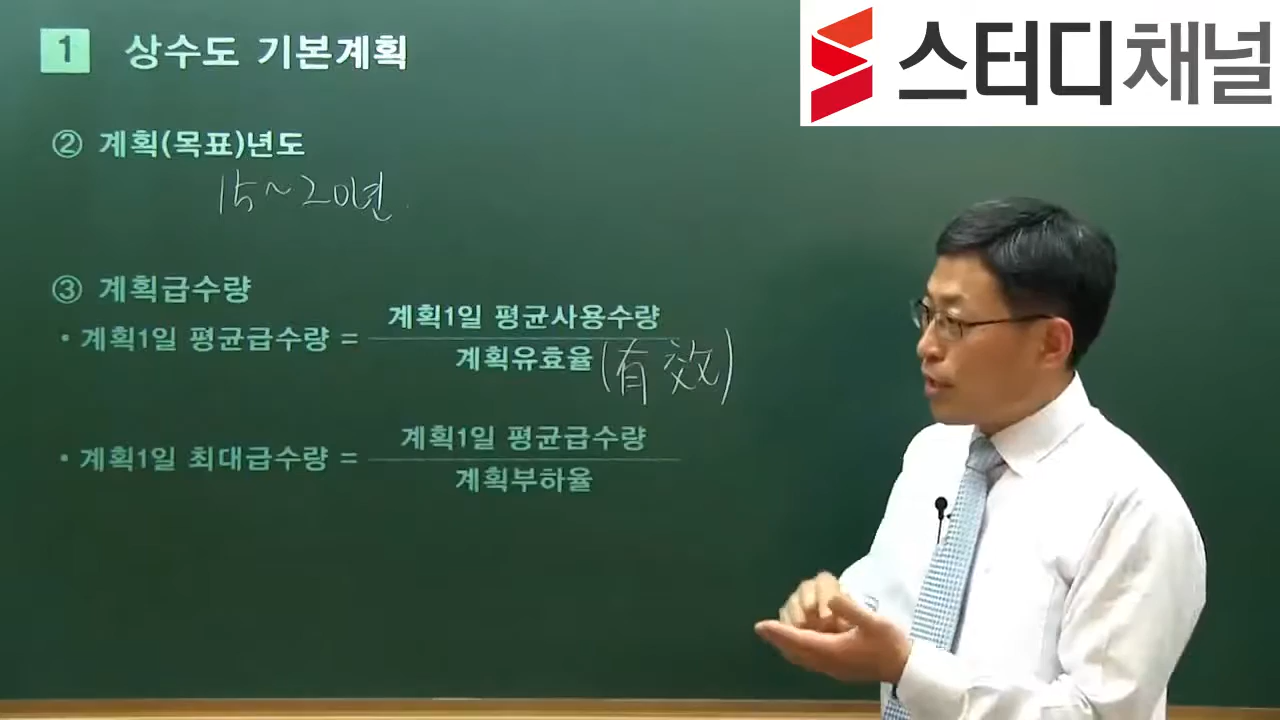 스터디채널
1 상수도 기본계획
② 계획(목표)년도
15~20년
③ 계획급수량
• 계획1일 평균급수량 = 계획1일 평균사용수량
계획유효율(有效)
• 계획1일 최대급수량 = 계획1일 평균급수량
계획부하율